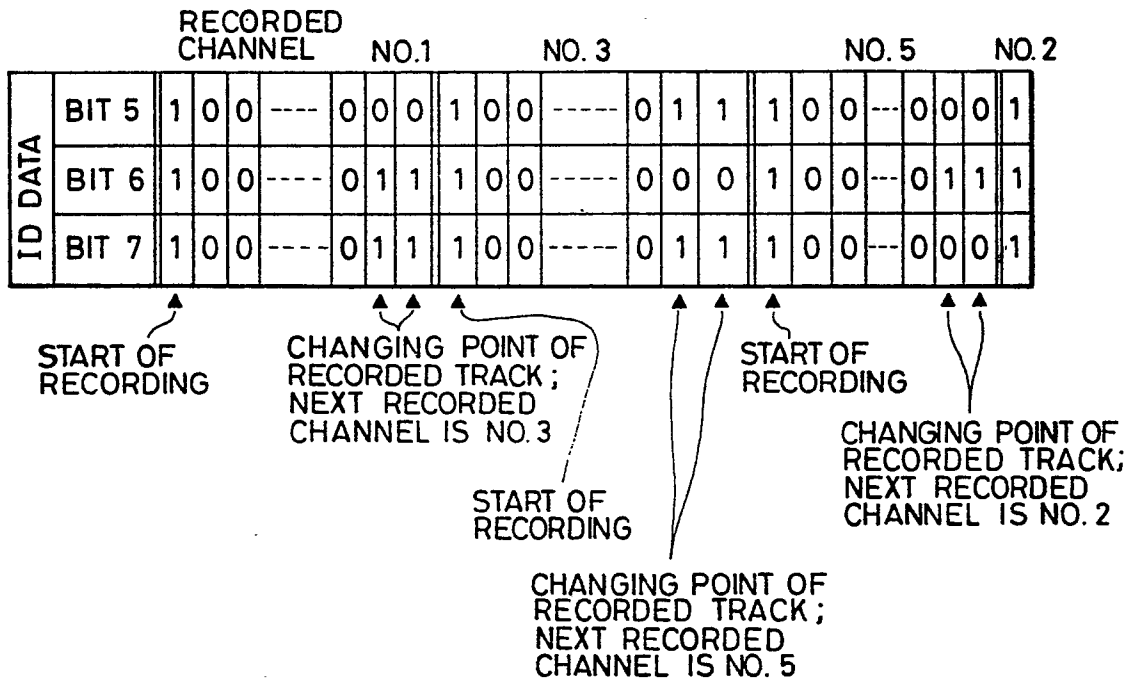 RECORDED
CHANNEL NO.1 NO. 3 NO. 5 NO. 2
ID DATA
BIT 5 1 0 0 ---- 0 0 0 1 0 0 ----- 0 1 1 1 0 0 --- 0 0 0 1
BIT 6 1 0 0 ---- 0 1 1 1 0 0 ----- 0 0 0 1 0 0 --- 0 1 1 1
BIT 7 1 0 0 ---- 0 1 1 1 0 0 ----- 0 1 1 1 0 0 --- 0 0 0 1
START OF
RECORDING
CHANGING POINT OF
RECORDED TRACK;
NEXT RECORDED
CHANNEL IS NO. 3
START OF
RECORDING
CHANGING POINT OF
RECORDED TRACK;
NEXT RECORDED
CHANNEL IS NO. 5
START OF
RECORDING
CHANGING POINT OF
RECORDED TRACK;
NEXT RECORDED
CHANNEL IS NO. 2